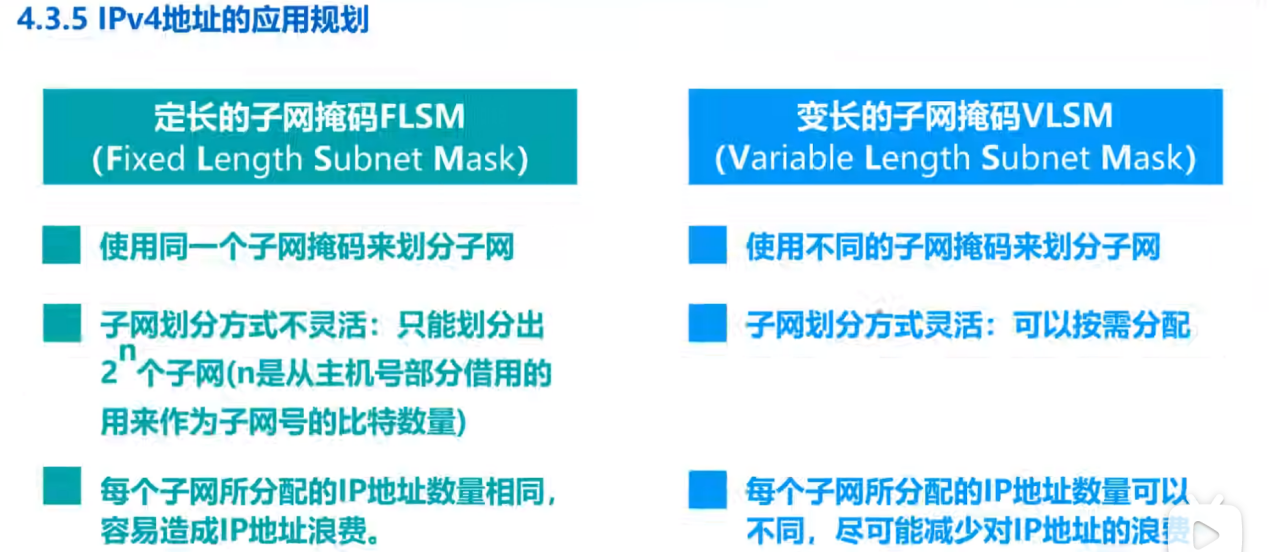 4.3.5 IPv4地址的应用规划
定长的子网掩码FLSM
(Fixed Length Subnet Mask)
使用同一个子网掩码来划分子网
子网划分方式不灵活：只能划分出
2^n个子网(n是从主机号部分借用的
用来作为子网号的比特数量)
每个子网所分配的IP地址数量相同，
容易造成IP地址浪费。
变长的子网掩码VLSM
(Variable Length Subnet Mask)
使用不同的子网掩码来划分子网
子网划分方式灵活：可以按需分配
每个子网所分配的IP地址数量可以
不同，尽可能减少对IP地址的浪费